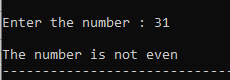 Enter the number : 31
The number is not even
--------------------------------